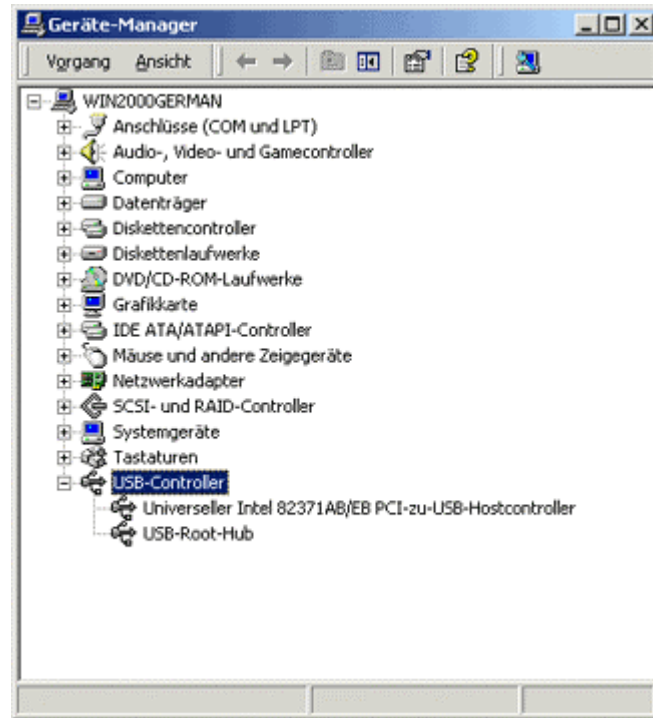 Geräte-Manager
Vorgang Ansicht
WIN2000GERMAN
Anschlüsse (COM und LPT)
Audio-, Video- und Gamecontroller
Computer
Datenträger
Diskettencontroller
Diskettenlaufwerke
DVD/CD-ROM-Laufwerke
Grafikkarte
IDE ATA/ATAPI-Controller
Mäuse und andere Zeigegeräte
Netzwerkadapter
SCSI- und RAID-Controller
Systemgeräte
Tastaturen
USB-Controller
Universeller Intel 82371AB/EB PCI-zu-USB-Hostcontroller
USB-Root-Hub